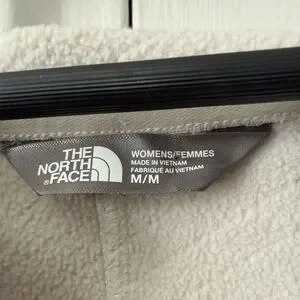 THE
NORTH
FACE
WOMENS/FEMMES
MADE IN VIETNAM
FABRIQUÉ AU VIETNAM
M/M